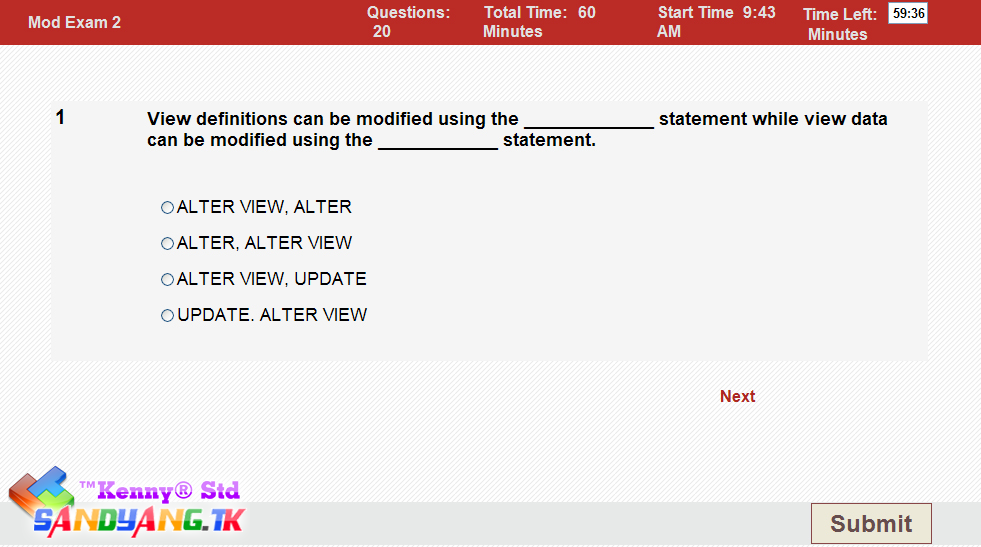 Mod Exam 2
Questions:
20
Total Time: 60
Minutes
Start Time 9:43
AM
Time Left: 59:36
Minutes
1
View definitions can be modified using the _____________ statement while view data
can be modified using the ____________ statement.
ALTER VIEW, ALTER
ALTER, ALTER VIEW
ALTER VIEW, UPDATE
UPDATE. ALTER VIEW
Next
™Kenny® Std
SANDYANG.TK
Submit